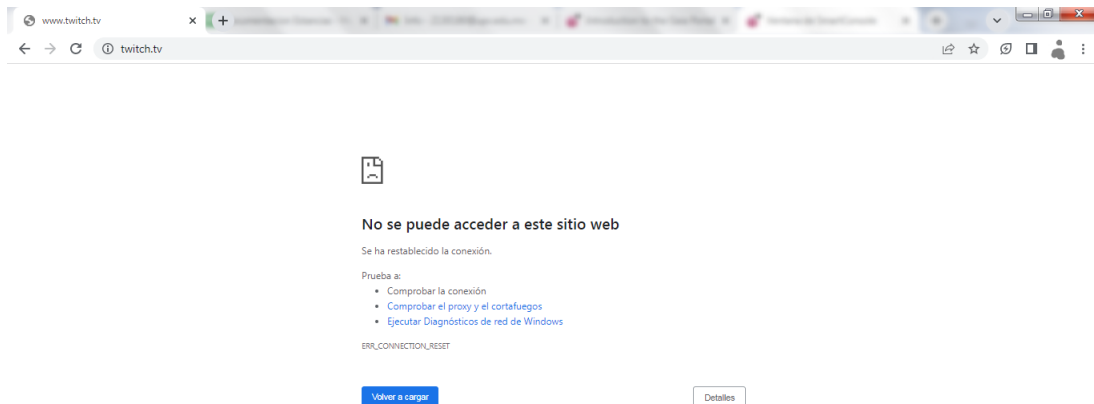 www.twitch.tv
twitch.tv
No se puede acceder a este sitio web
Se ha restablecido la conexión.
Prueba a:
• Comprobar la conexión
• Comprobar el proxy y el cortafuegos
• Ejecutar Diagnósticos de red de Windows
ERR_CONNECTION_RESET
Volver a cargar
Detalles